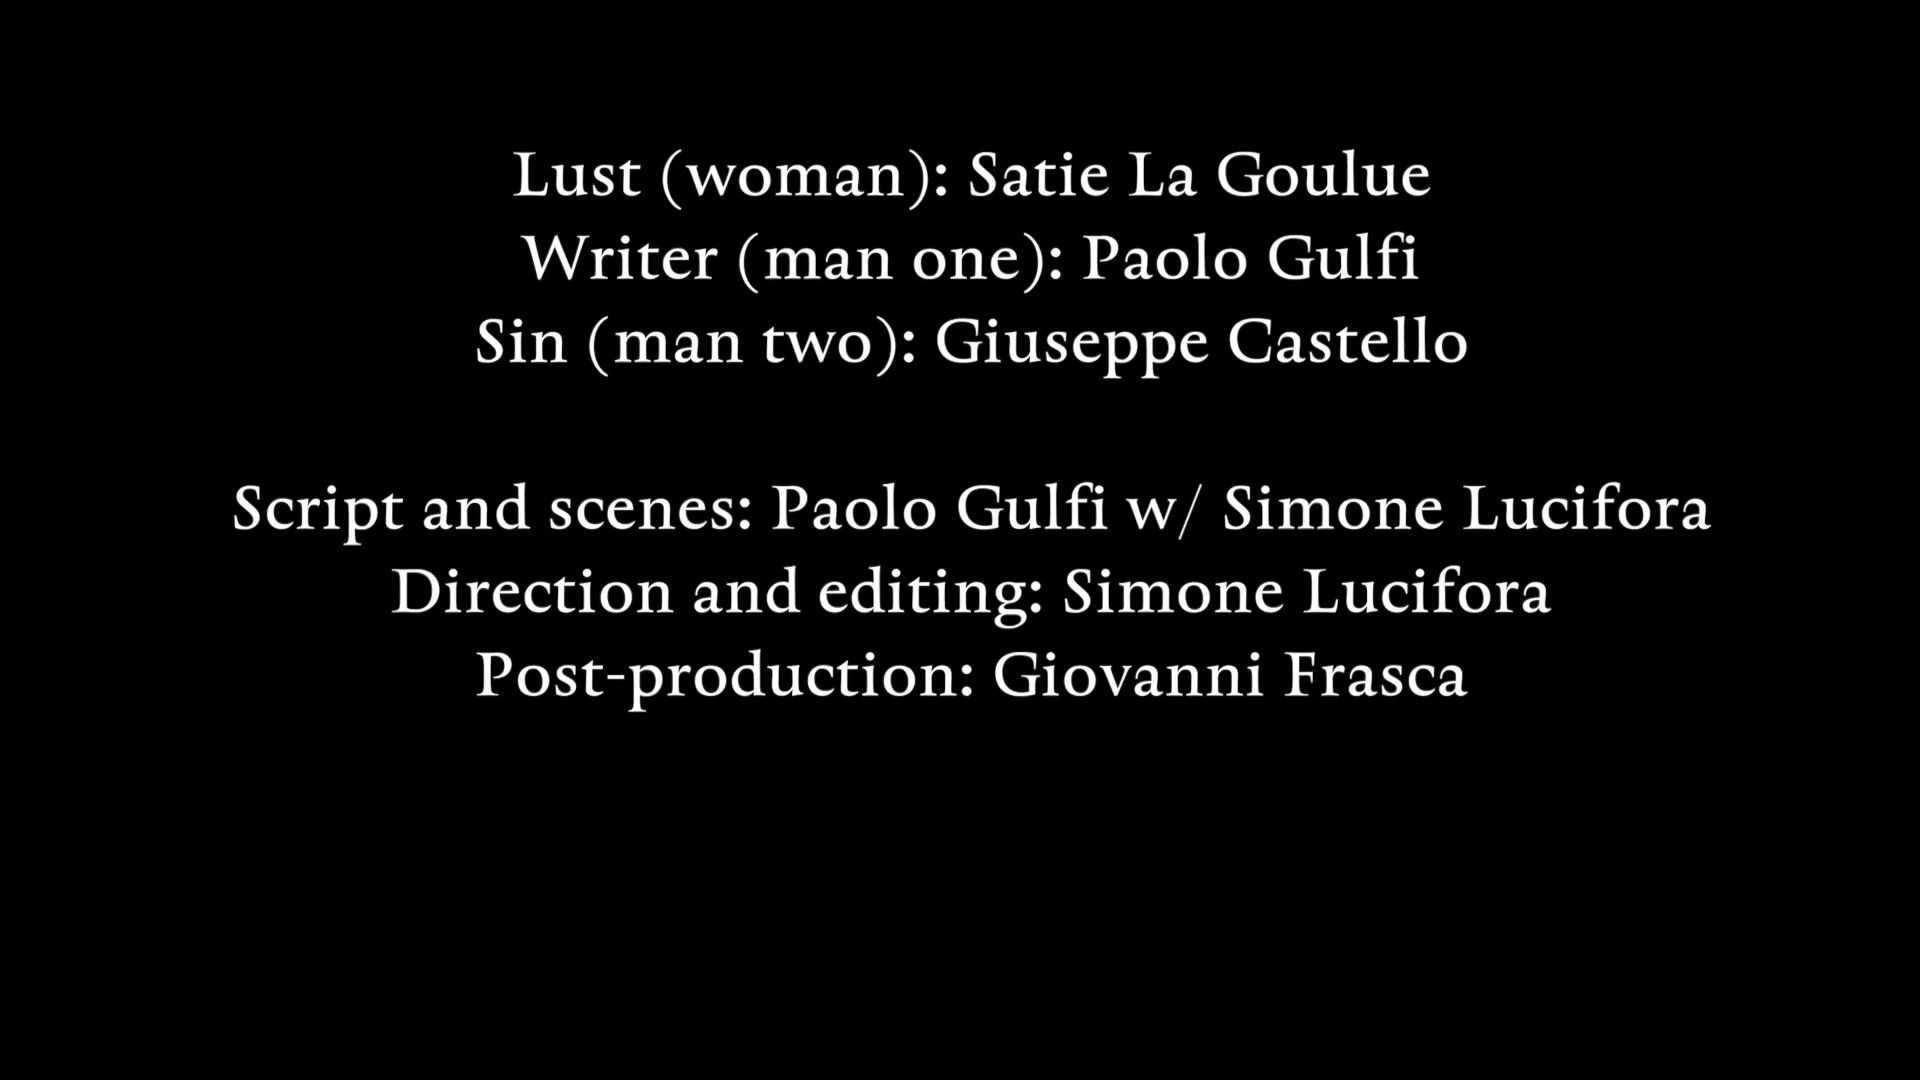 Lust (woman): Satie La Goulue
Writer (man one): Paolo Gulfi
Sin (man two): Giuseppe Castello
Script and scenes: Paolo Gulfi w/ Simone Lucifora
Direction and editing: Simone Lucifora
Post-production: Giovanni Frasca